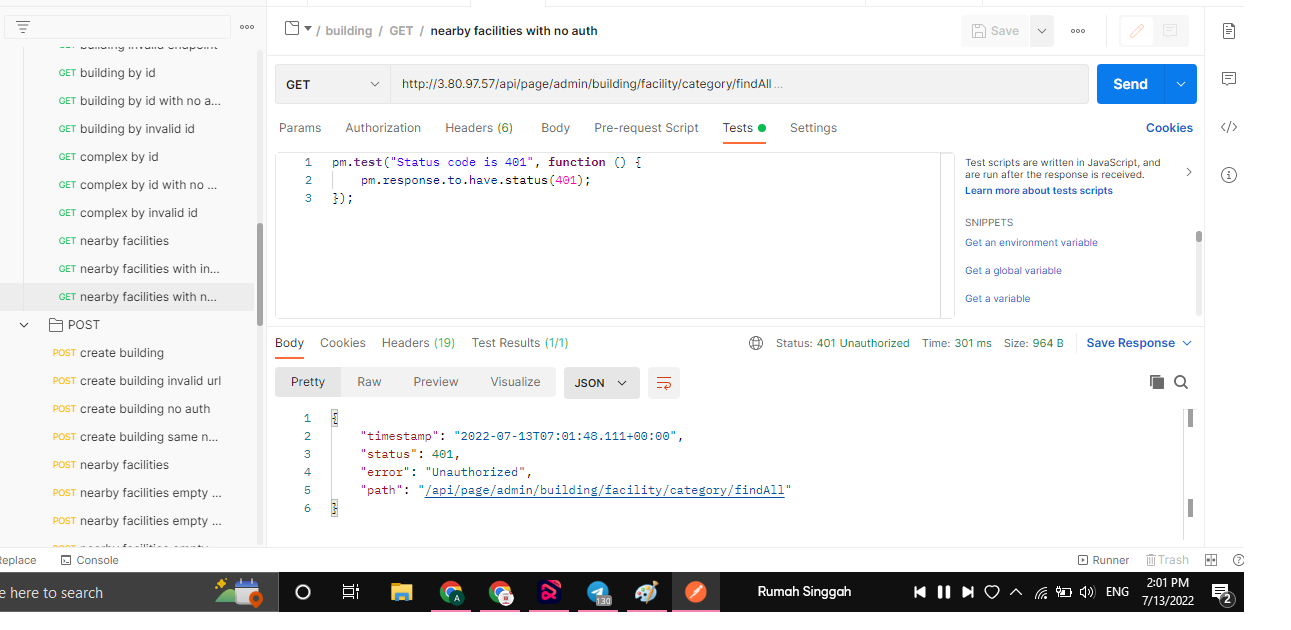 / building / GET / nearby facilities with no auth
Save
GET building by id
GET building by id with no a...
GET building by invalid id
GET complex by id
GET complex by id with no ...
GET complex by invalid id
GET nearby facilities
GET nearby facilities with in...
GET nearby facilities with n...
POST
POST create building
POST create building invalid url
POST create building no auth
POST create building same n...
POST nearby facilities
POST nearby facilities empty ...
POST nearby facilities empty ...
GET
http://3.80.97.57/api/page/admin/building/facility/category/findAll ...
Send
Params
Authorization
Headers (6)
Body
Pre-request Script
Tests
Settings
Cookies
1 pm.test("Status code is 401", function () {
2 pm.response.to.have.status(401);
3 });
Test scripts are written in JavaScript, and
are run after the response is received.
Learn more about tests scripts
SNIPPETS
Get an environment variable
Get a global variable
Get a variable
Body
Cookies
Headers (19)
Test Results (1/1)
Status: 401 Unauthorized
Time: 301 ms
Size: 964 B
Save Response
Pretty
Raw
Preview
Visualize
JSON
1 {
2 "timestamp": "2022-07-13T07:01:48.111+00:00",
3 "status": 401,
4 "error": "Unauthorized",
5 "path": "/api/page/admin/building/facility/category/findAll"
6 }
Replace
Console
Runner
Trash
e here to search
130
Rumah Singgah
ENG
2:01 PM
7/13/2022
2